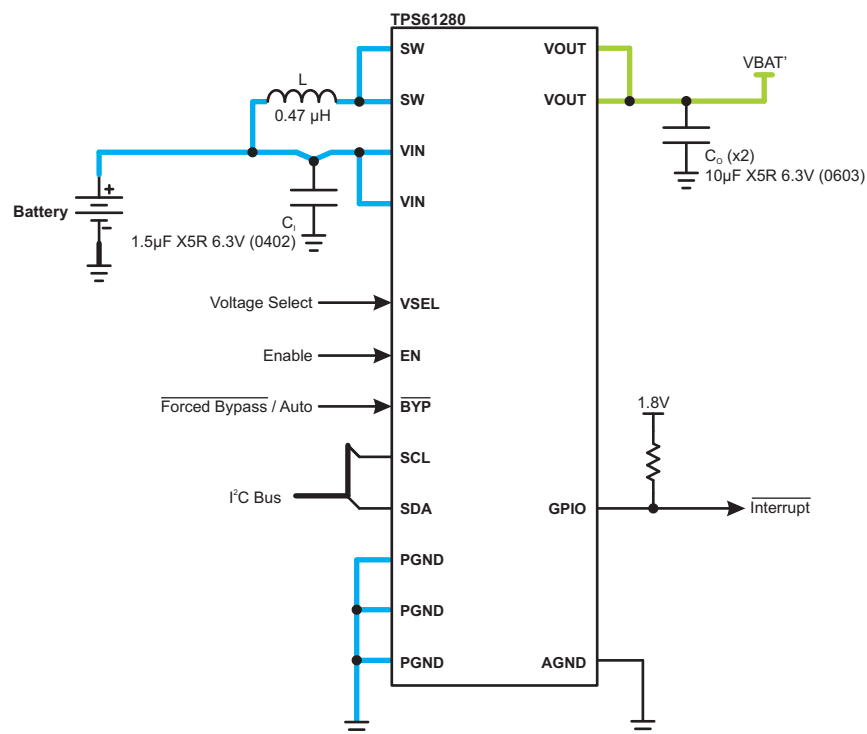 TPS61280
SW
VOUT
VBAT'
L
SW
VOUT
0.47 µH
VIN
C_O (x2)
10µF X5R 6.3V (0603)
+
Battery
-
VIN
C_I
1.5µF X5R 6.3V (0402)
Voltage Select
VSEL
Enable
EN
Forced Bypass / Auto
BYP
1.8V
SCL
I²C Bus
SDA
GPIO
Interrupt
PGND
PGND
PGND
AGND